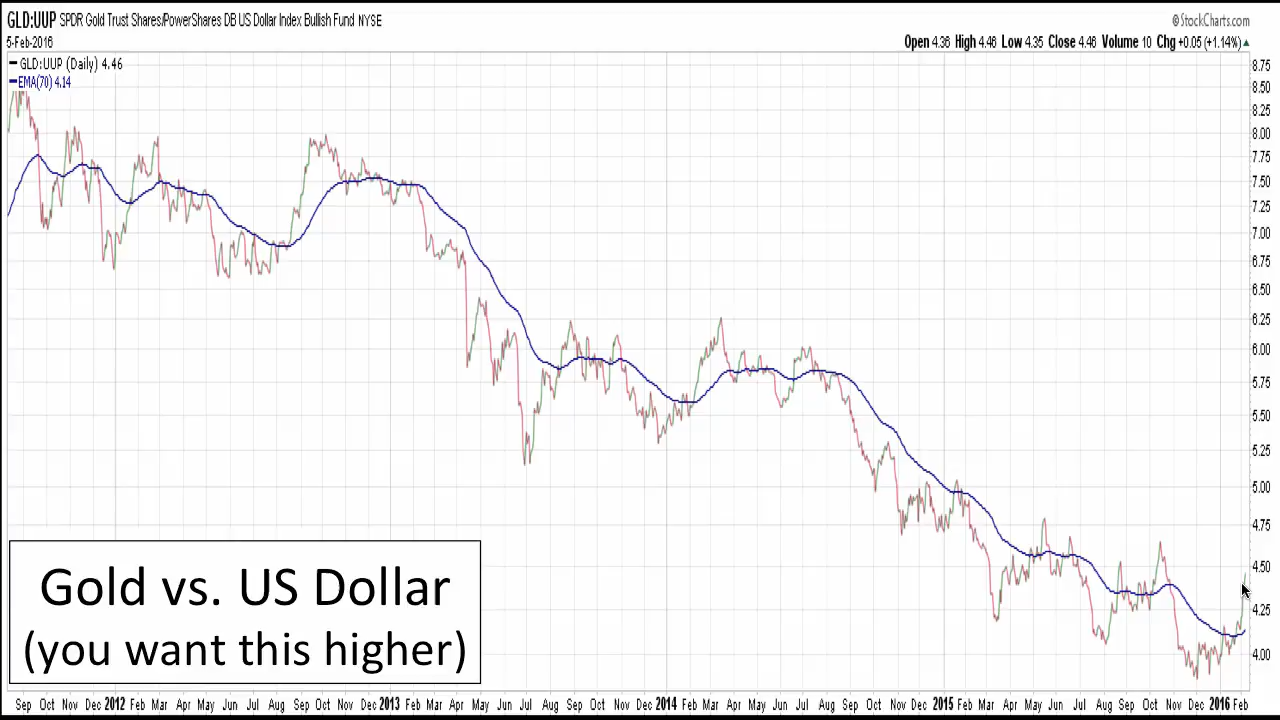 GLD:UUP SPDR Gold Trust Shares/PowerShares DB US Dollar Index Bullish Fund NYSE
© StockCharts.com
5-Feb-2016
Open 4.36 High 4.46 Low 4.35 Close 4.46 Volume 10 Chg +0.05 (+1.14%)
GLD:UUP (Daily) 4.46
EMA(70) 4.14
8.75
8.50
8.25
8.00
7.75
7.50
7.25
7.00
6.75
6.50
6.25
6.00
5.75
5.50
5.25
5.00
4.75
4.50
4.25
4.00
Gold vs. US Dollar
(you want this higher)
Sep Oct Nov Dec 2012 Feb Mar Apr May Jun Jul Aug Sep Oct Nov Dec 2013 Feb Mar Apr May Jun Jul Aug Sep Oct Nov Dec 2014 Feb Mar Apr May Jun Jul Aug Sep Oct Nov Dec 2015 Feb Mar Apr May Jun Jul Aug Sep Oct Nov Dec 2016 Feb